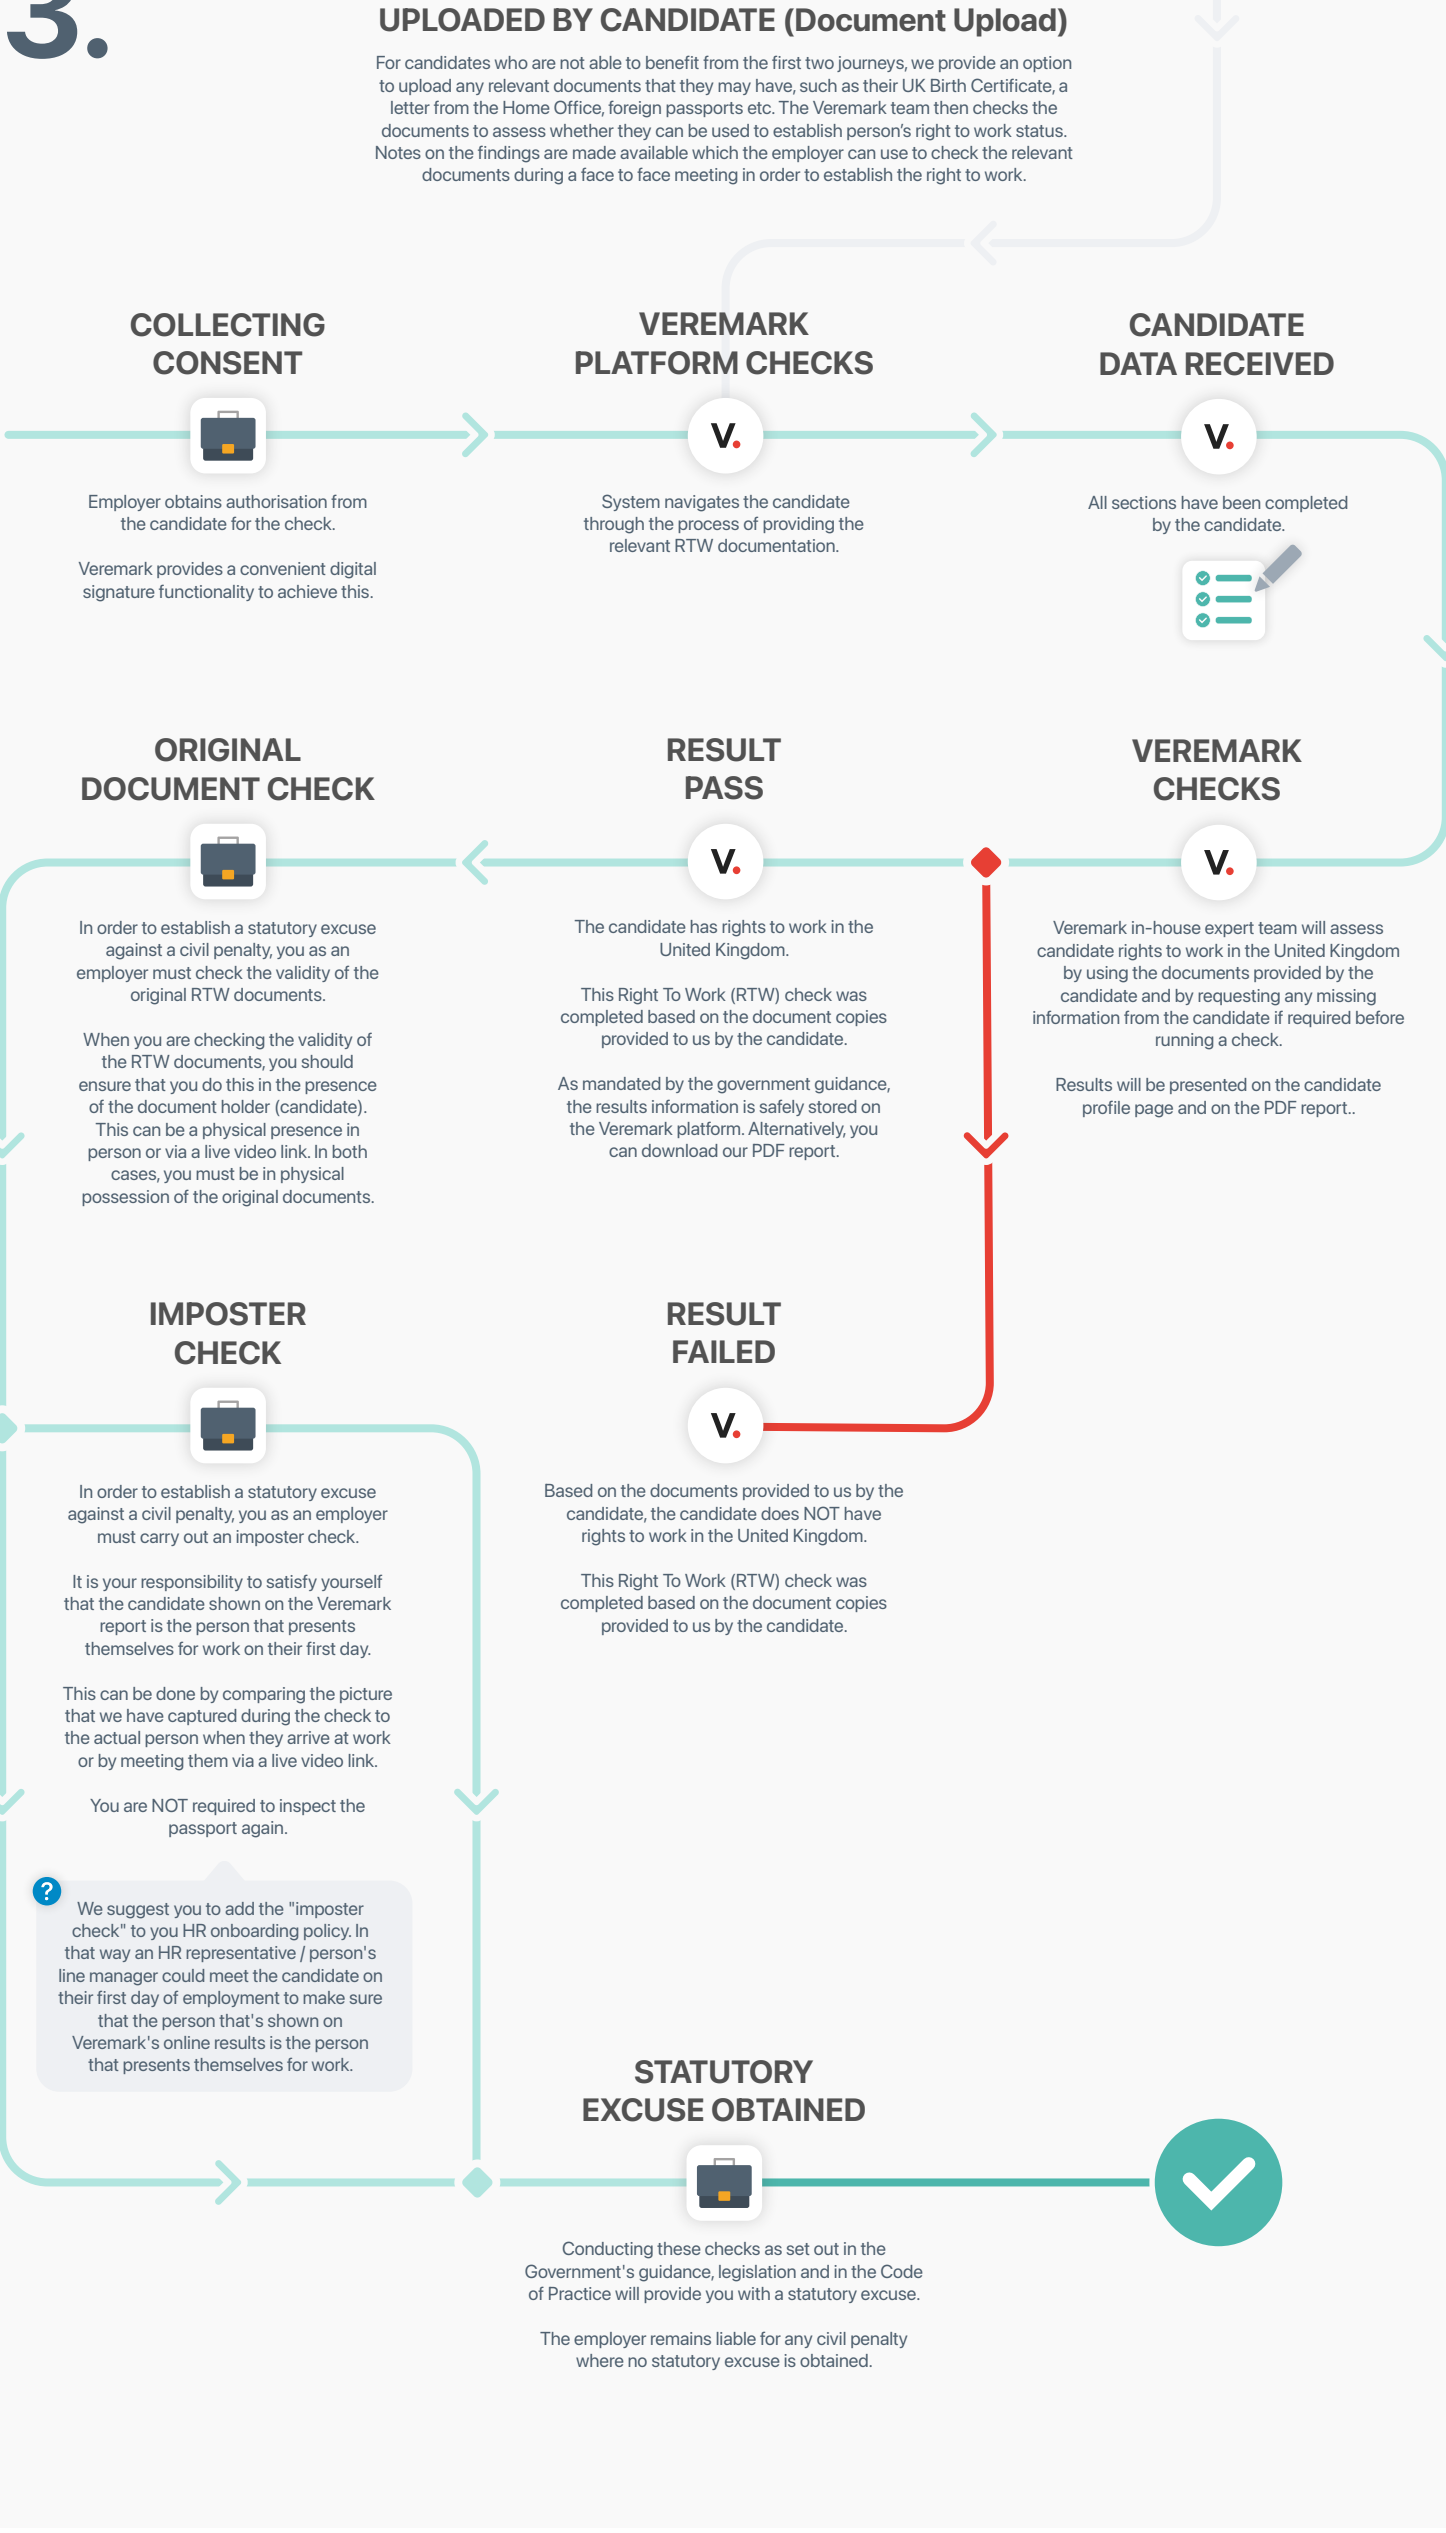 3.
UPLOADED BY CANDIDATE (Document Upload)
For candidates who are not able to benefit from the first two journeys, we provide an option
to upload any relevant documents that they may have, such as their UK Birth Certificate, a
letter from the Home Office, foreign passports etc. The Veremark team then checks the
documents to assess whether they can be used to establish person's right to work status.
Notes on the findings are made available which the employer can use to check the relevant
documents during a face to face meeting in order to establish the right to work.
COLLECTING
CONSENT
Employer obtains authorisation from
the candidate for the check.
Veremark provides a convenient digital
signature functionality to achieve this.
VEREMARK
PLATFORM CHECKS
V.
System navigates the candidate
through the process of providing the
relevant RTW documentation.
CANDIDATE
DATA RECEIVED
V.
All sections have been completed
by the candidate.
VEREMARK
CHECKS
V.
Veremark in-house expert team will assess
candidate rights to work in the United Kingdom
by using the documents provided by the
candidate and by requesting any missing
information from the candidate if required before
running a check.
Results will be presented on the candidate
profile page and on the PDF report..
RESULT
PASS
V.
The candidate has rights to work in the
United Kingdom.
This Right To Work (RTW) check was
completed based on the document copies
provided to us by the candidate.
As mandated by the government guidance,
the results information is safely stored on
the Veremark platform. Alternatively, you
can download our PDF report.
ORIGINAL
DOCUMENT CHECK
In order to establish a statutory excuse
against a civil penalty, you as an
employer must check the validity of the
original RTW documents.
When you are checking the validity of
the RTW documents, you should
ensure that you do this in the presence
of the document holder (candidate).
This can be a physical presence in
person or via a live video link. In both
cases, you must be in physical
possession of the original documents.
IMPOSTER
CHECK
In order to establish a statutory excuse
against a civil penalty, you as an employer
must carry out an imposter check.
It is your responsibility to satisfy yourself
that the candidate shown on the Veremark
report is the person that presents
themselves for work on their first day.
This can be done by comparing the picture
that we have captured during the check to
the actual person when they arrive at work
or by meeting them via a live video link.
You are NOT required to inspect the
passport again.
?
We suggest you to add the "imposter
check" to you HR onboarding policy. In
that way an HR representative / person's
line manager could meet the candidate on
their first day of employment to make sure
that the person that's shown on
Veremark's online results is the person
that presents themselves for work.
RESULT
FAILED
V.
Based on the documents provided to us by the
candidate, the candidate does NOT have
rights to work in the United Kingdom.
This Right To Work (RTW) check was
completed based on the document copies
provided to us by the candidate.
STATUTORY
EXCUSE OBTAINED
Conducting these checks as set out in the
Government's guidance, legislation and in the Code
of Practice will provide you with a statutory excuse.
The employer remains liable for any civil penalty
where no statutory excuse is obtained.